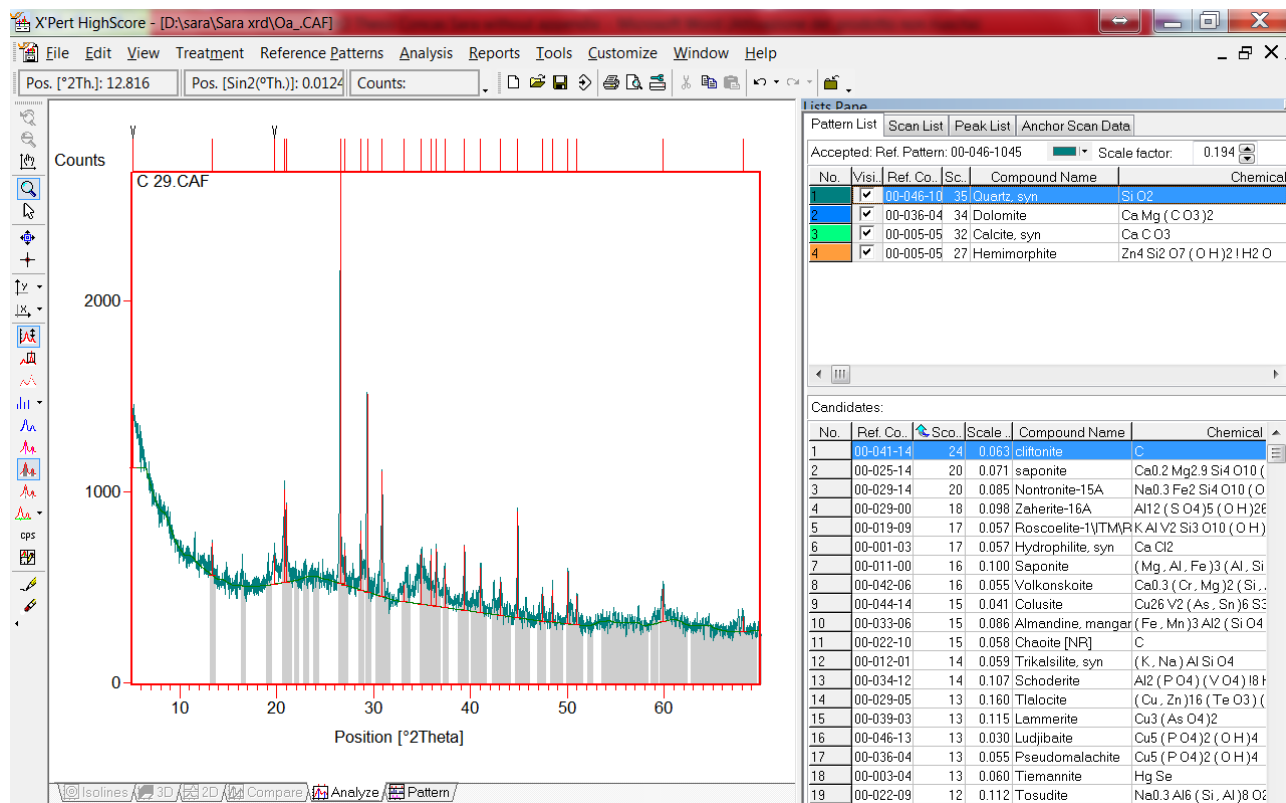 X'Pert HighScore - [D:\sara\Sara xrd\Oa_.CAF]
File Edit View Treatment Reference Patterns Analysis Reports Tools Customize Window Help
Pos. [°2Th.]: 12.816 Pos. [Sin2(ºTh.)]: 0.0124 Counts:
Lists Pane
Pattern List Scan List Peak List Anchor Scan Data
Accepted: Ref. Pattern: 00-046-1045 Scale factor: 0.194
No. Visi.. Ref. Co.. Sc.. Compound Name Chemical
1 00-046-10 35 Quartz, syn Si O2
2 00-036-04 34 Dolomite Ca Mg ( C O3 )2
3 00-005-05 32 Calcite, syn Ca C O3
4 00-005-05 27 Hemimorphite Zn4 Si2 O7 ( O H )2 ! H2 O
Counts
C 29.CAF
2000
1000
0
10 20 30 40 50 60
Position [°2Theta]
cps
Candidates:
No. Ref. Co.. Sco.. Scale .. Compound Name Chemical
1 00-041-14 24 0.063 cliftonite C
2 00-025-14 20 0.071 saponite Ca0.2 Mg2.9 Si4 O10 (
3 00-029-14 20 0.085 Nontronite-15A Na0.3 Fe2 Si4 O10 ( O
4 00-029-00 18 0.098 Zaherite-16A Al12 ( S O4 )5 ( O H )26
5 00-019-09 17 0.057 Roscoelite-1\ITM\R K Al V2 Si3 O10 ( O H )
6 00-001-03 17 0.057 Hydrophilite, syn Ca Cl2
7 00-011-00 16 0.100 Saponite ( Mg , Al , Fe )3 ( Al , Si
8 00-042-06 16 0.075 Volkonskoite Ca0.3 ( Cr , Mg )2 ( Si , .
9 00-044-14 15 0.041 Colusite Cu26 V2 ( As , Sn )6 S3
10 00-033-06 15 0.086 Almandine, mangar ( Fe , Mn )3 Al2 ( Si O4
11 00-022-10 15 0.058 Chaoite [NR] C
12 00-012-01 14 0.059 Trikalsilite, syn ( K , Na ) Al Si O4
13 00-034-12 14 0.107 Schoderite Al2 ( P O4 ) ( V O4 ) !8 H
14 00-029-05 13 0.160 Tlalocite ( Cu , Zn )16 ( Te O3 ) (
15 00-039-03 13 0.115 Lammerite Cu3 ( As O4 )2
16 00-046-13 13 0.030 Ludjibaite Cu5 ( P O4 )2 ( O H )4
17 00-036-04 13 0.055 Pseudomalachite Cu5 ( P O4 )2 ( O H )4
18 00-003-04 13 0.060 Tiemannite Hg Se
19 00-022-09 12 0.112 Tosudite Na0.3 Al6 ( Si , Al )8 O2
Isolines 3D 2D Compare Analyze Pattern